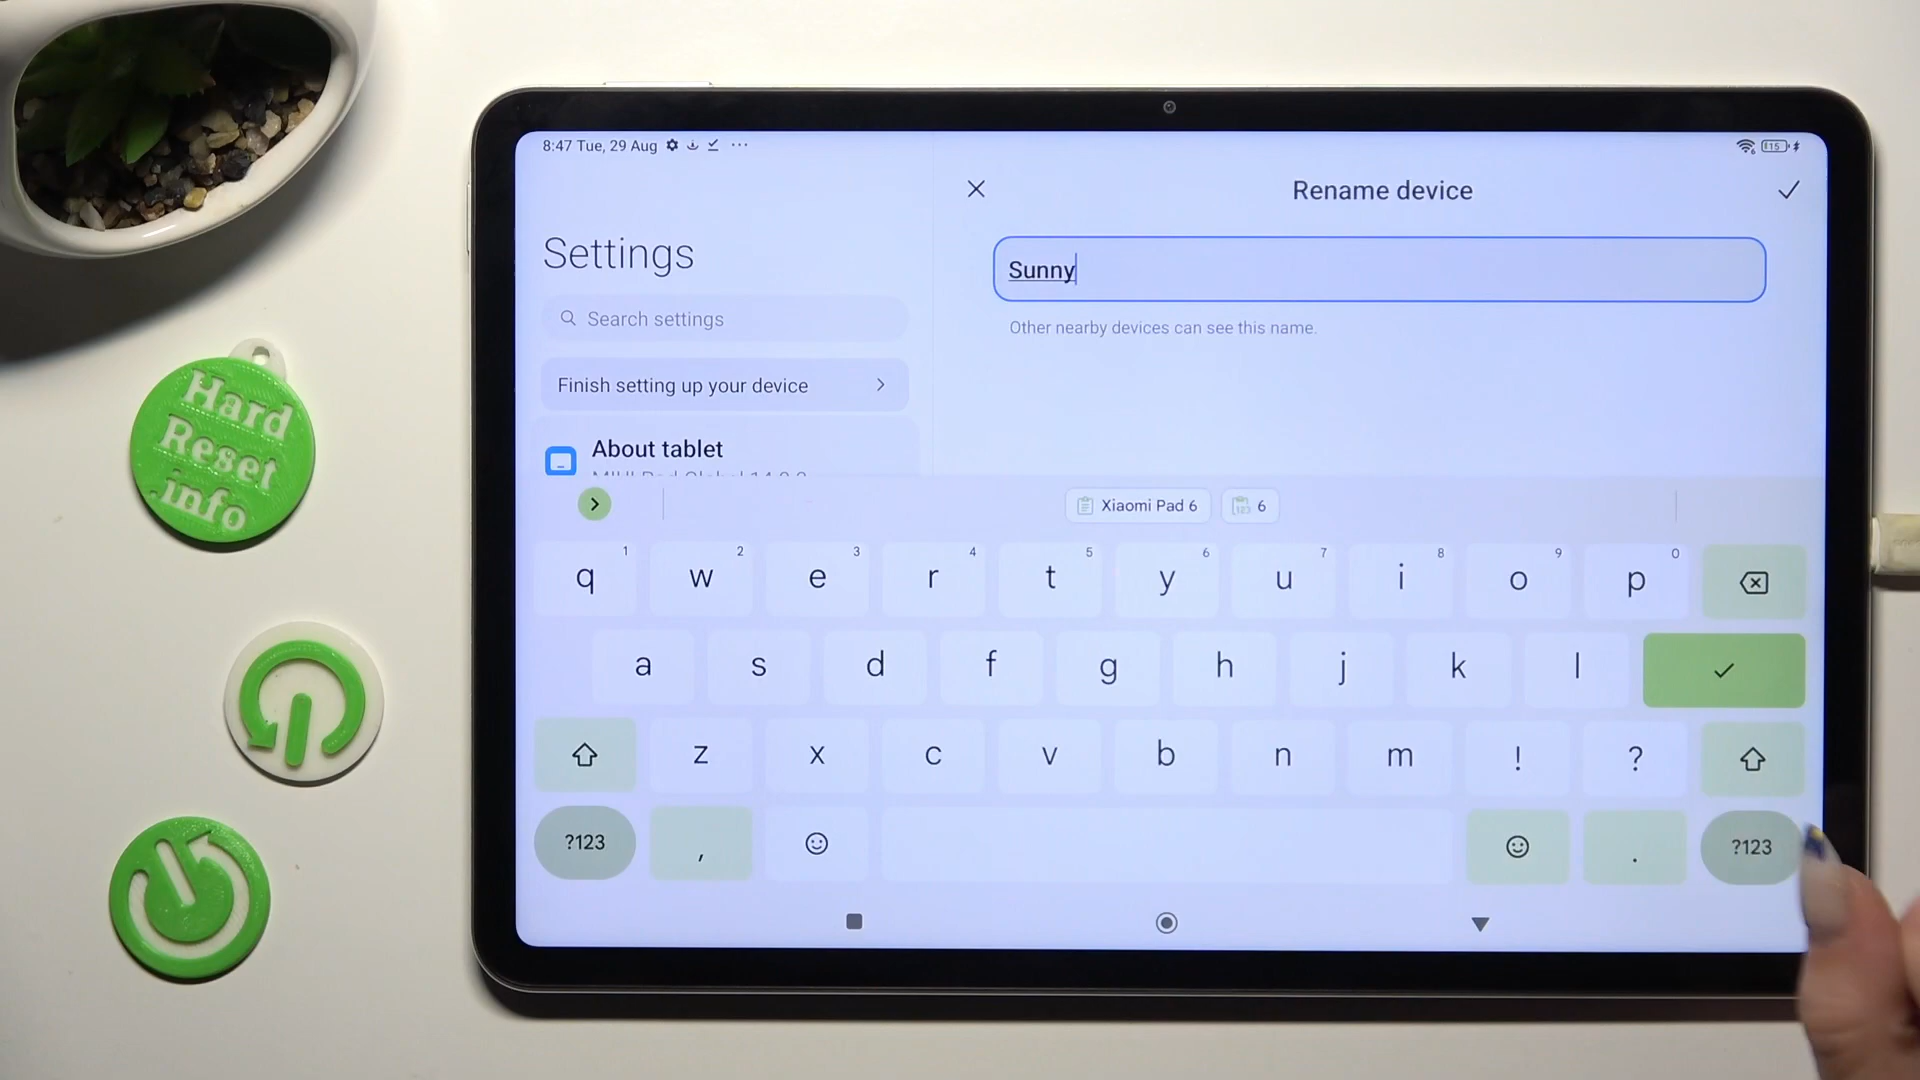 8:47 Tue, 29 Aug
15
Settings
Search settings
Finish setting up your device
About tablet
Rename device
Sunny
Other nearby devices can see this name.
Xiaomi Pad 6
123 6
q 1 w 2 e 3 r 4 t 5 y 6 u 7 i 8 o 9 p 0
a s d f g h j k l
z x c v b n m ! ?
?123 , . ?123
Hard
Reset
.info